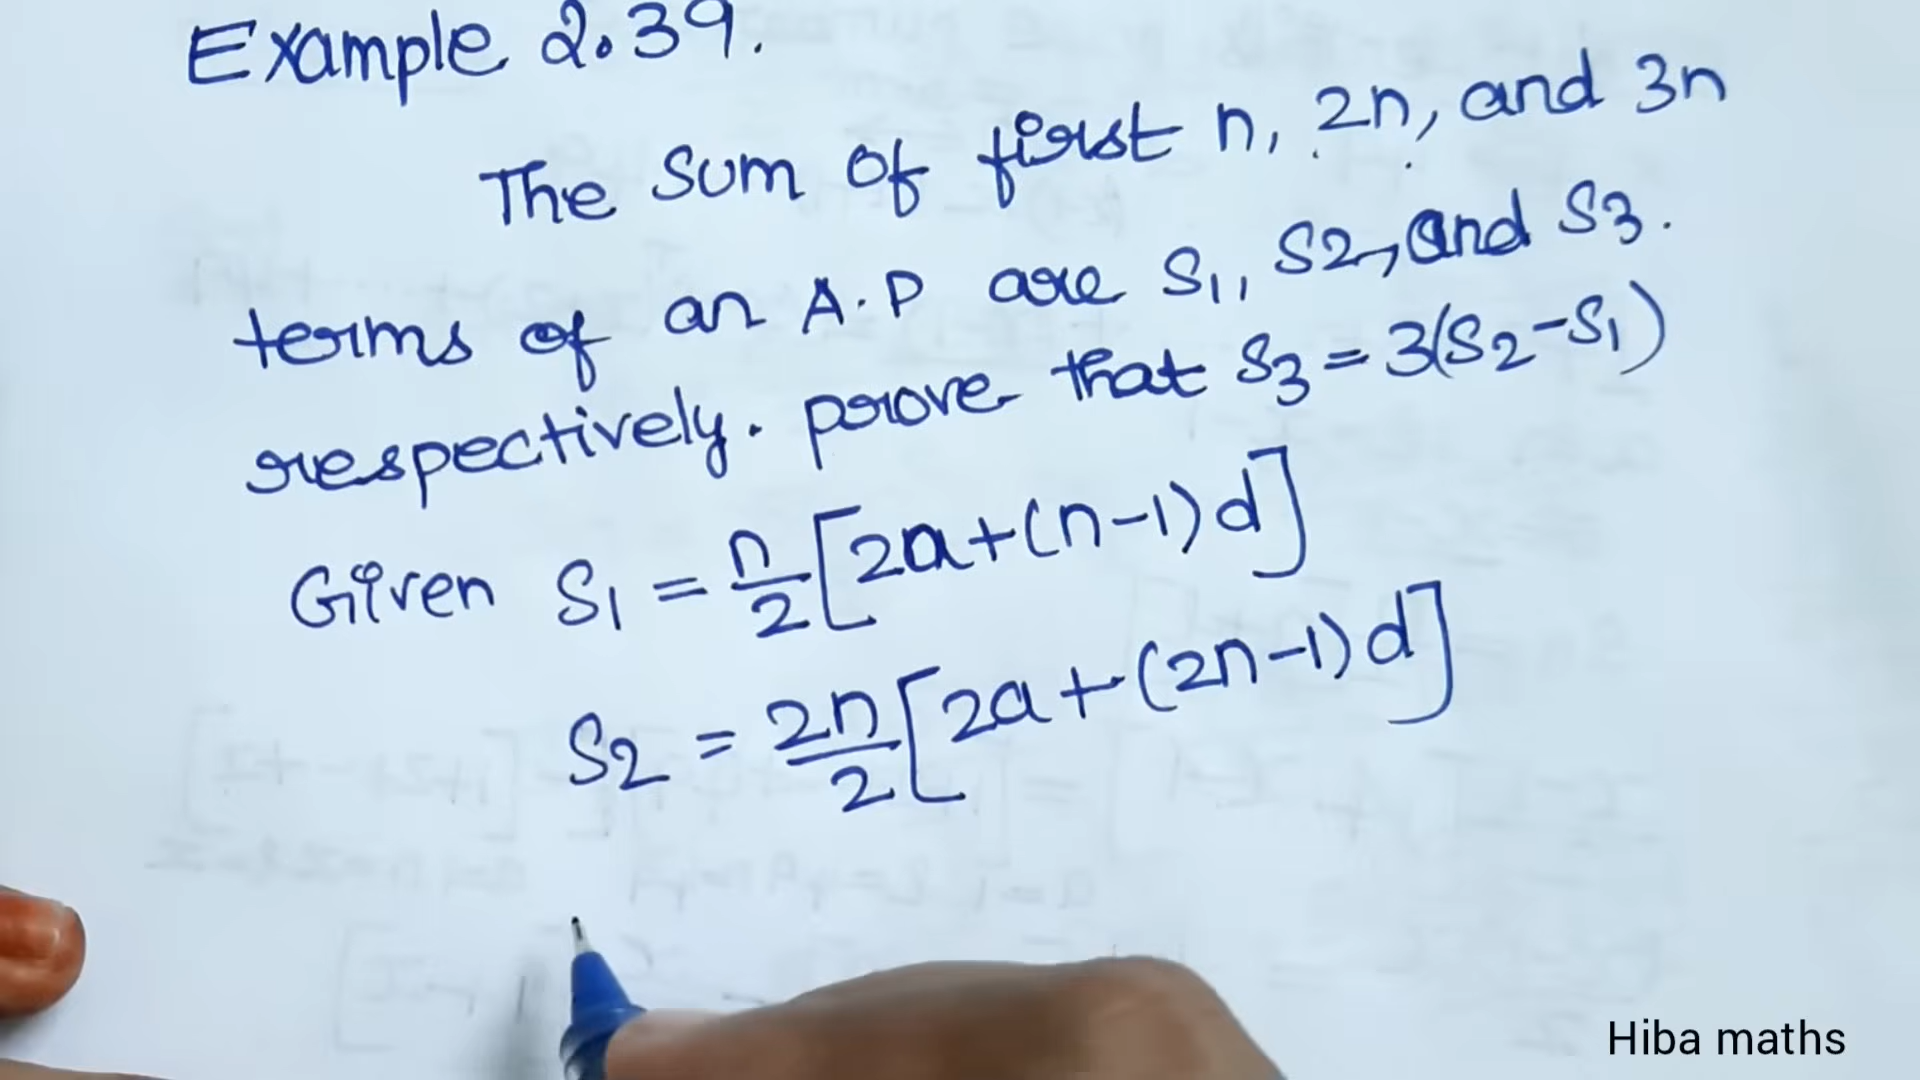 Example 2.39.
The sum of first n, 2n, and 3n
terms of an A.P are S1, S2, and S3.
respectively. prove that S3 = 3(S2-S1)
Given S1 = n/2 [2a+(n-1)d]
S2 = 2n/2 [2a+(2n-1)d]
Hiba maths